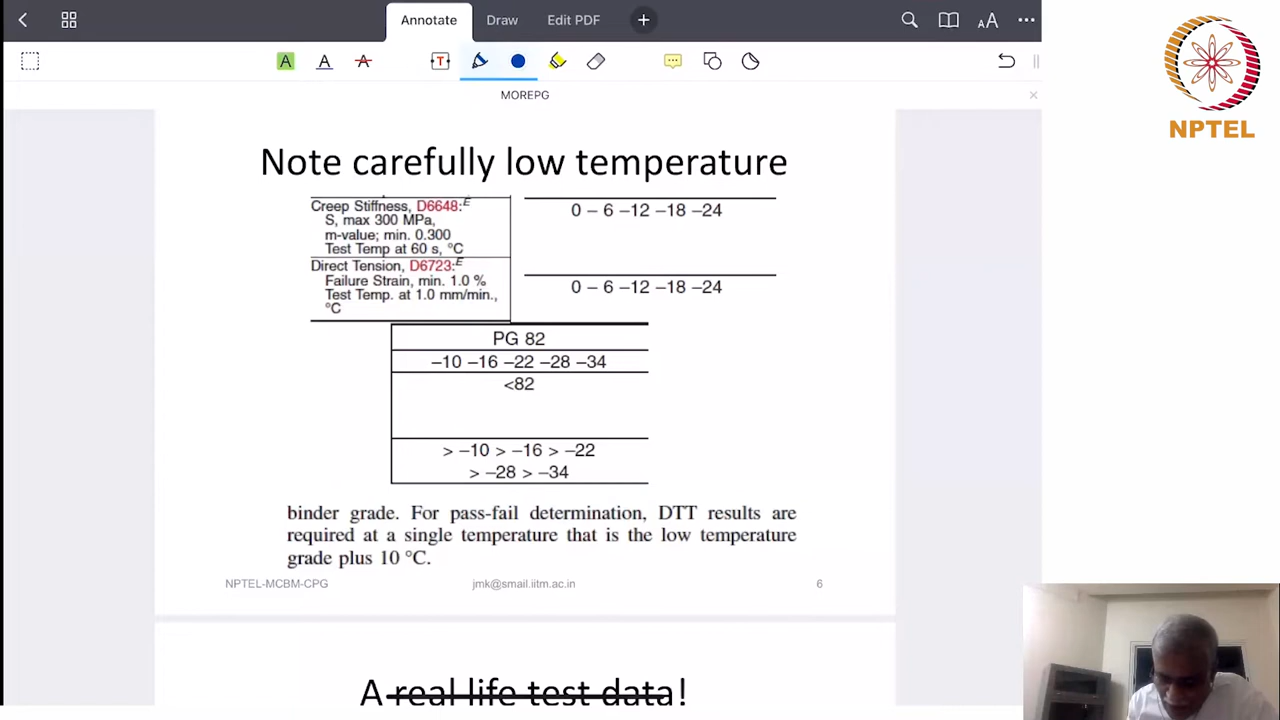 Annotate Draw Edit PDF
A A A T AA
MOREPG
NPTEL
Note carefully low temperature
Creep Stiffness, D6648:E
S, max 300 MPa,
m-value; min. 0.300
Test Temp at 60 s, °C
0 – 6 –12 –18 –24
Direct Tension, D6723:E
Failure Strain, min. 1.0 %
Test Temp. at 1.0 mm/min.,
°C
0 – 6 –12 –18 –24
PG 82
–10 –16 –22 –28 –34
<82
> –10 > –16 > –22
> –28 > –34
binder grade. For pass-fail determination, DTT results are
required at a single temperature that is the low temperature
grade plus 10 °C.
NPTEL-MCBM-CPG jmk@smail.iitm.ac.in 6
A real life test data!